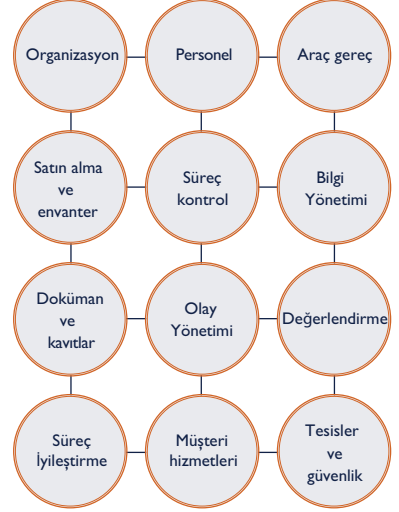 Organizasyon
Personel
Araç gereç
Satın alma
ve
envanter
Süreç
kontrol
Bilgi
Yönetimi
Doküman
ve
kavıtlar
Olay
Yönetimi
Değerlendirme
Süreç
İyileştirme
Müşteri
hizmetleri
Tesisler
ve
güvenlik